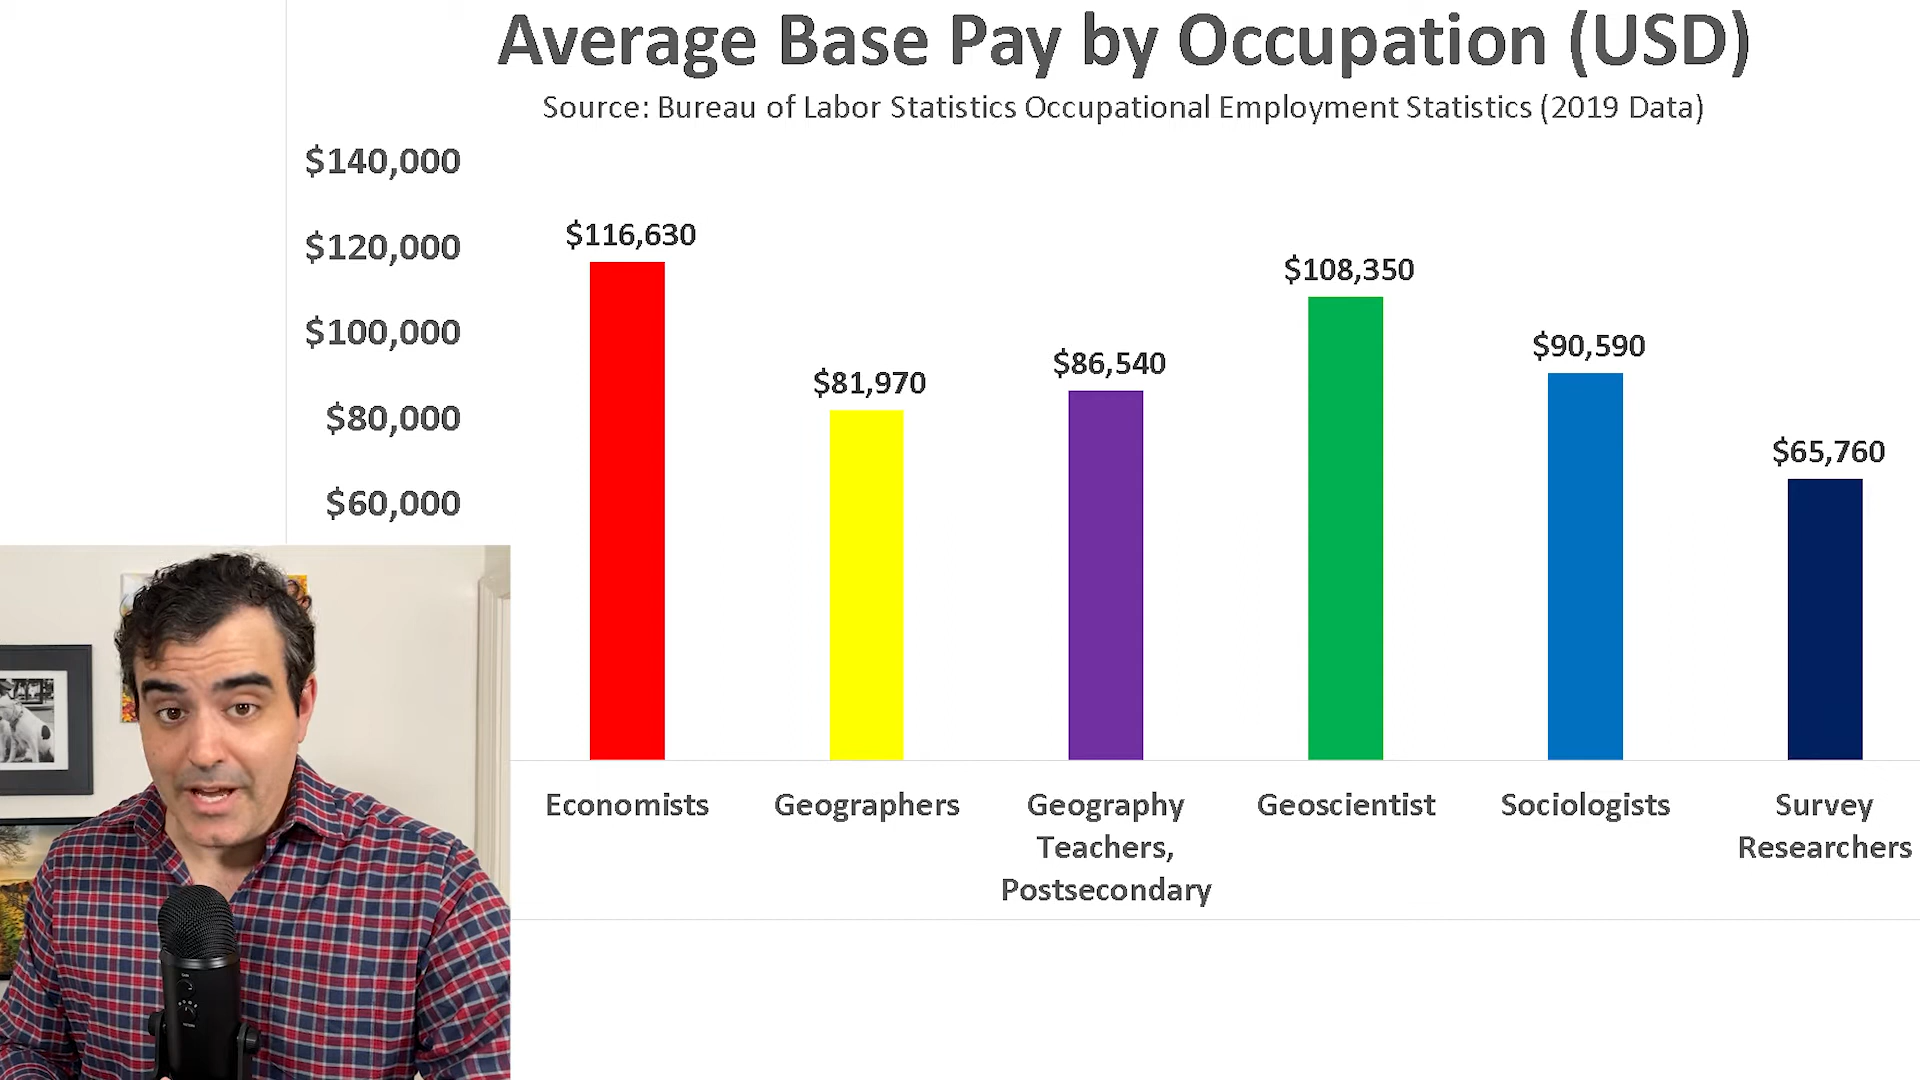 Average Base Pay by Occupation (USD)
Source: Bureau of Labor Statistics Occupational Employment Statistics (2019 Data)
$140,000
$120,000
$100,000
$80,000
$60,000
$116,630
$81,970
$86,540
$108,350
$90,590
$65,760
Economists
Geographers
Geography
Teachers,
Postsecondary
Geoscientist
Sociologists
Survey
Researchers